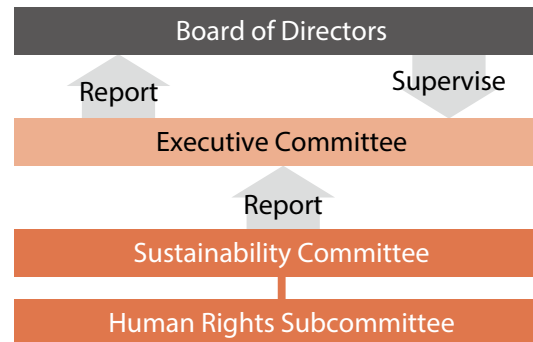 Board of Directors
Report
Supervise
Executive Committee
Report
Sustainability Committee
Human Rights Subcommittee